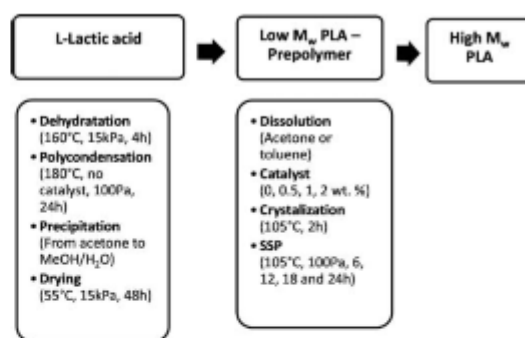 L-Lactic acid
Low Mw PLA –
Prepolymer
High Mw
PLA
• Dehydratation
(160°C, 15kPa, 4h)
• Polycondensation
(180°C, no
catalyst, 100Pa,
24h)
• Precipitation
(From acetone to
MeOH/H2O)
• Drying
(55°C, 15kPa, 48h)
• Dissolution
(Acetone or
toluene)
• Catalyst
(0, 0.5, 1, 2 wt. %)
• Crystalization
(105°C, 2h)
• SSP
(105°C, 100Pa, 6,
12, 18 and 24h)